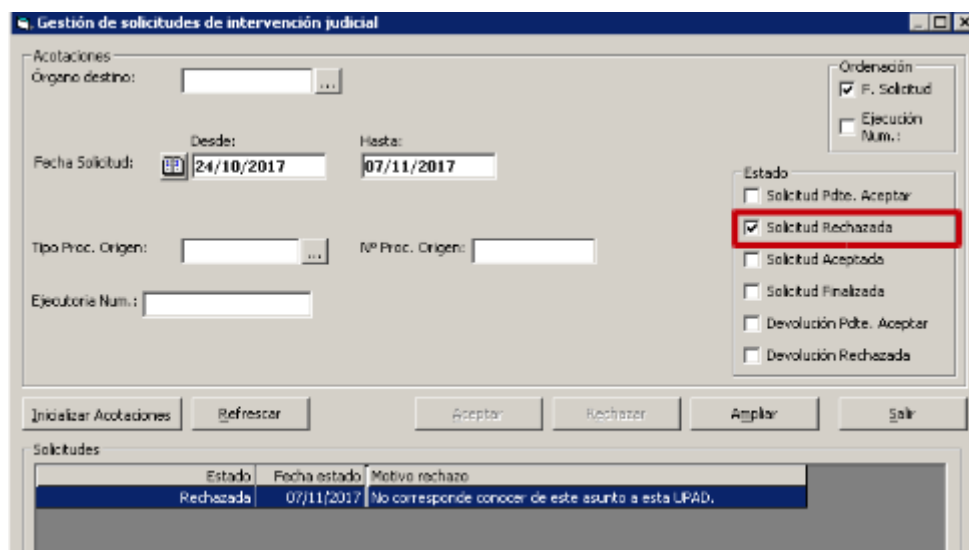 Gestión de solicitudes de intervención judicial
Acotaciones
Órgano destino:
...
Ordenación
F. Solicitud
Ejecución Num.:
Desde:
Hasta:
Fecha Solicitud:
24/10/2017
07/11/2017
Estado
Solicitud Pdte. Aceptar
Solicitud Rechazada
Solicitud Aceptada
Solicitud Finalizada
Devolución Pdte. Aceptar
Devolución Rechazada
Tipo Proc. Origen:
...
Nº Proc. Origen:
Ejecutoria Num.:
Inicializar Acotaciones
Refrescar
Aceptar
Rechazar
Ampliar
Salir
Solicitudes
Estado Fecha estado Motivo rechazo
Rechazada 07/11/2017 No corresponde conocer de este asunto a esta UPAD.